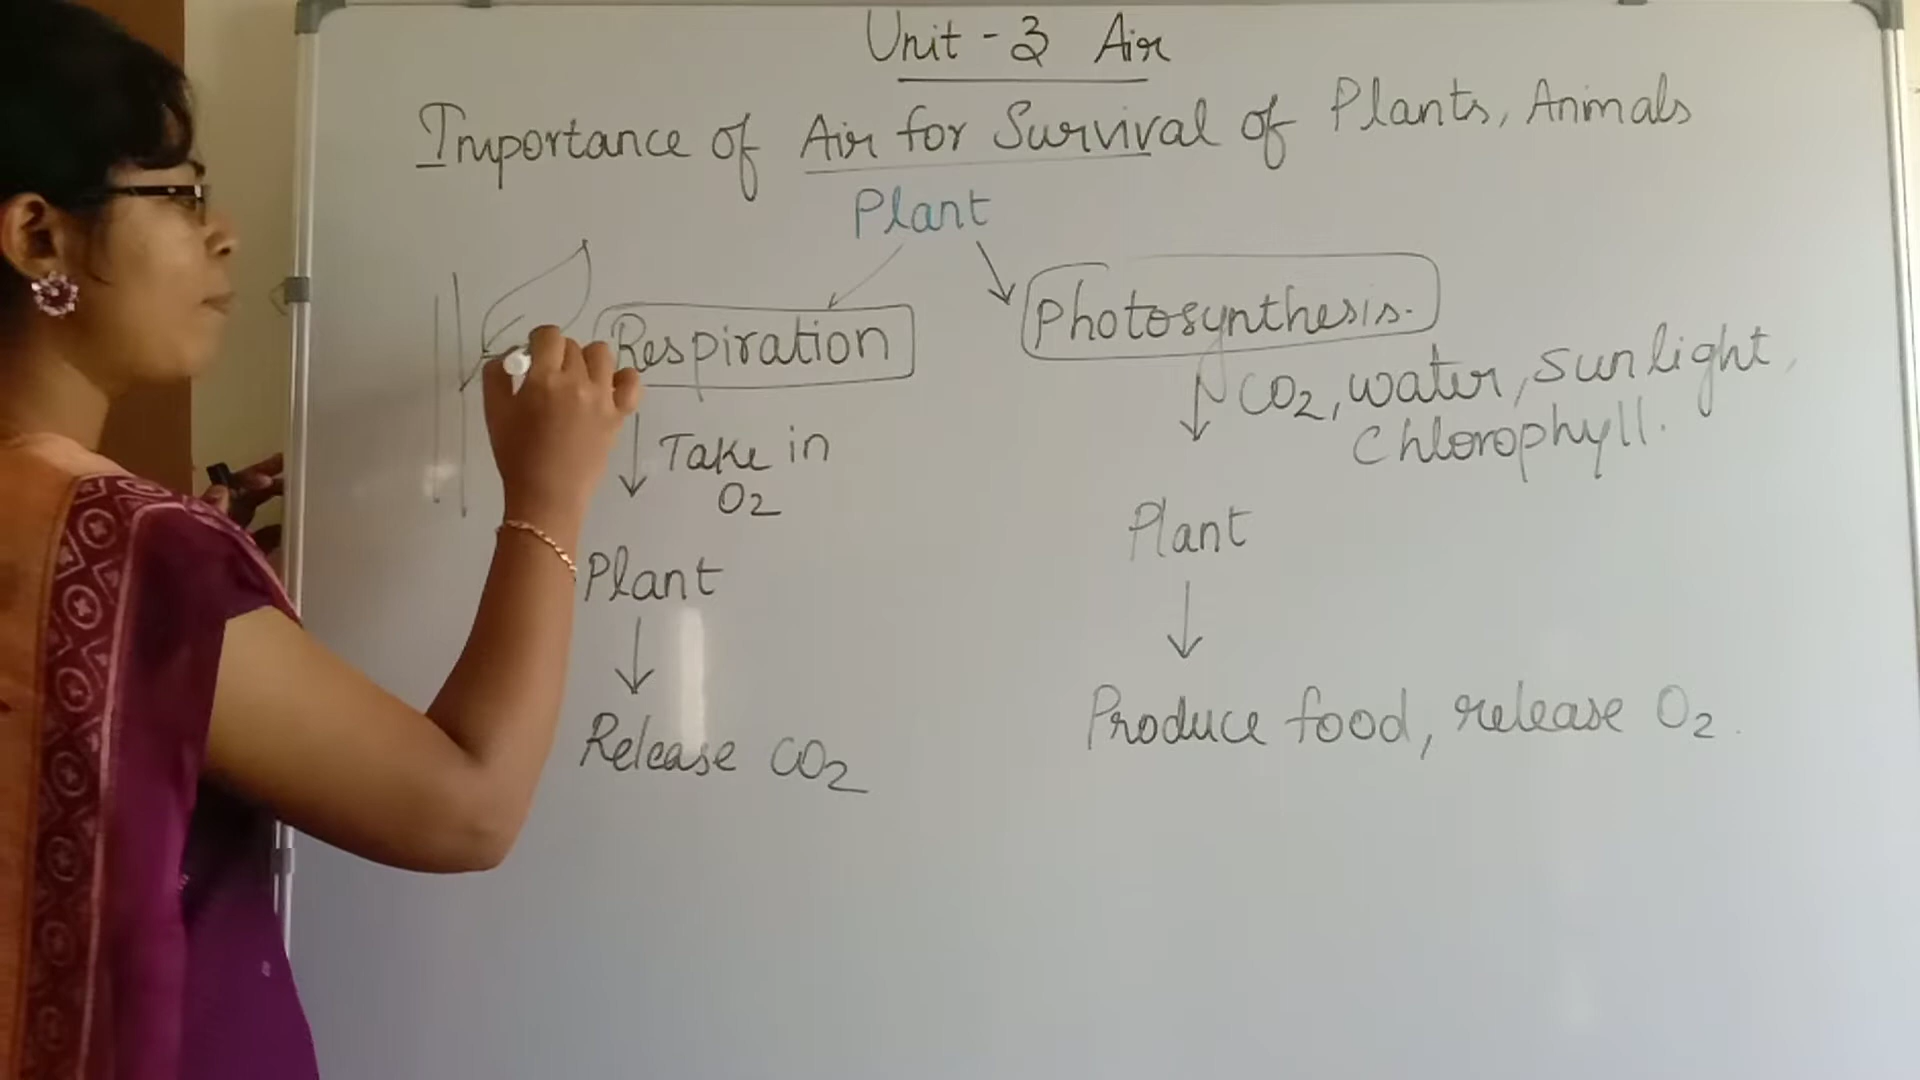 Unit - 3 Air
Importance of Air for Survival of Plants, Animals
Plant
Respiration
Photosynthesis.
CO2, water, sunlight,
Chlorophyll.
Take in
O2
Plant
Plant
Release CO2
Produce food, release O2.